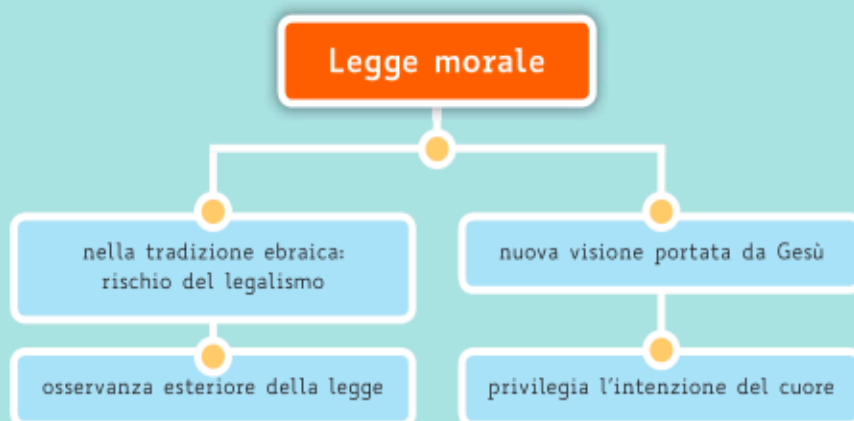 Legge morale
nella tradizione ebraica:
rischio del legalismo
osservanza esteriore della legge
nuova visione portata da Gesù
privilegia l'intenzione del cuore